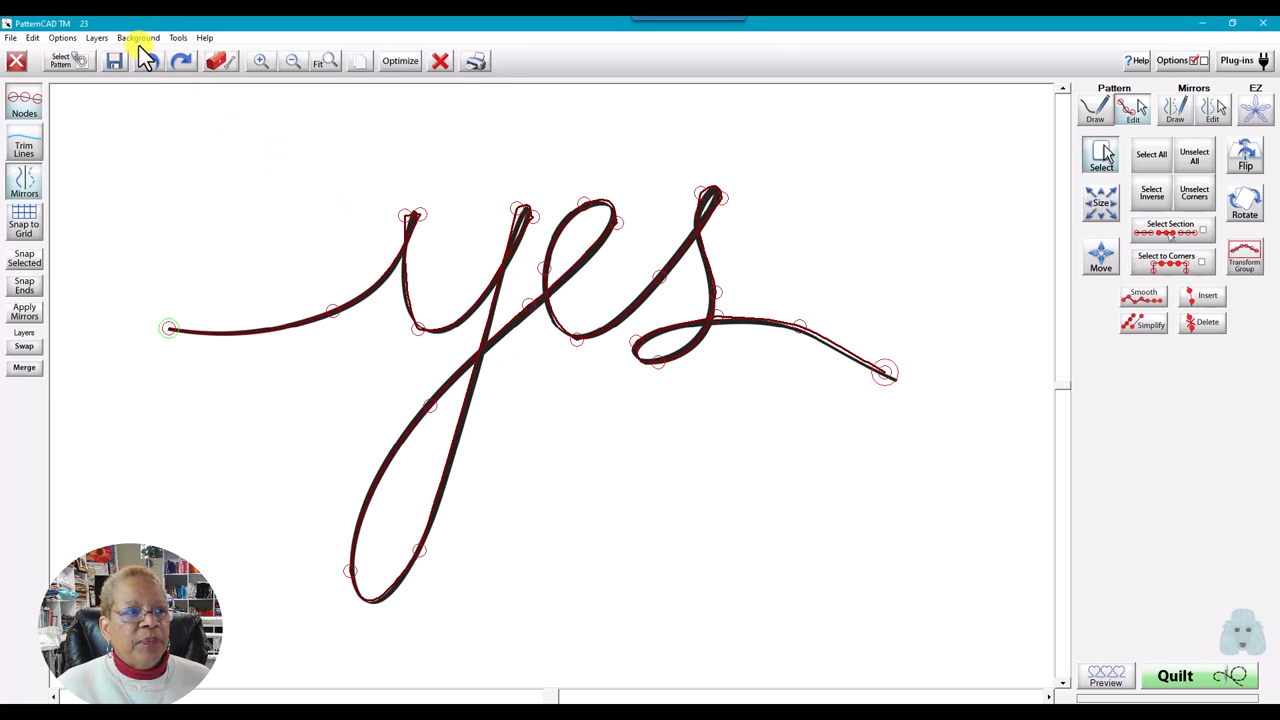 PatternCAD TM 23
File Edit Options Layers Background Tools Help
Select Pattern
Fit
Optimize
?Help
Options
Plug-ins
Nodes
Trim Lines
Mirrors
Snap to Grid
Snap Selected
Snap Ends
Apply Mirrors
Layers
Swap
Merge
yes
Pattern Mirrors EZ
Draw Edit Draw Edit
Select
Select All
Unselect All
Flip
Size
Select Inverse
Unselect Corners
Rotate
Select Section
Move
Select to Corners
Transform Group
Smooth
Insert
Simplify
Delete
Preview
Quilt